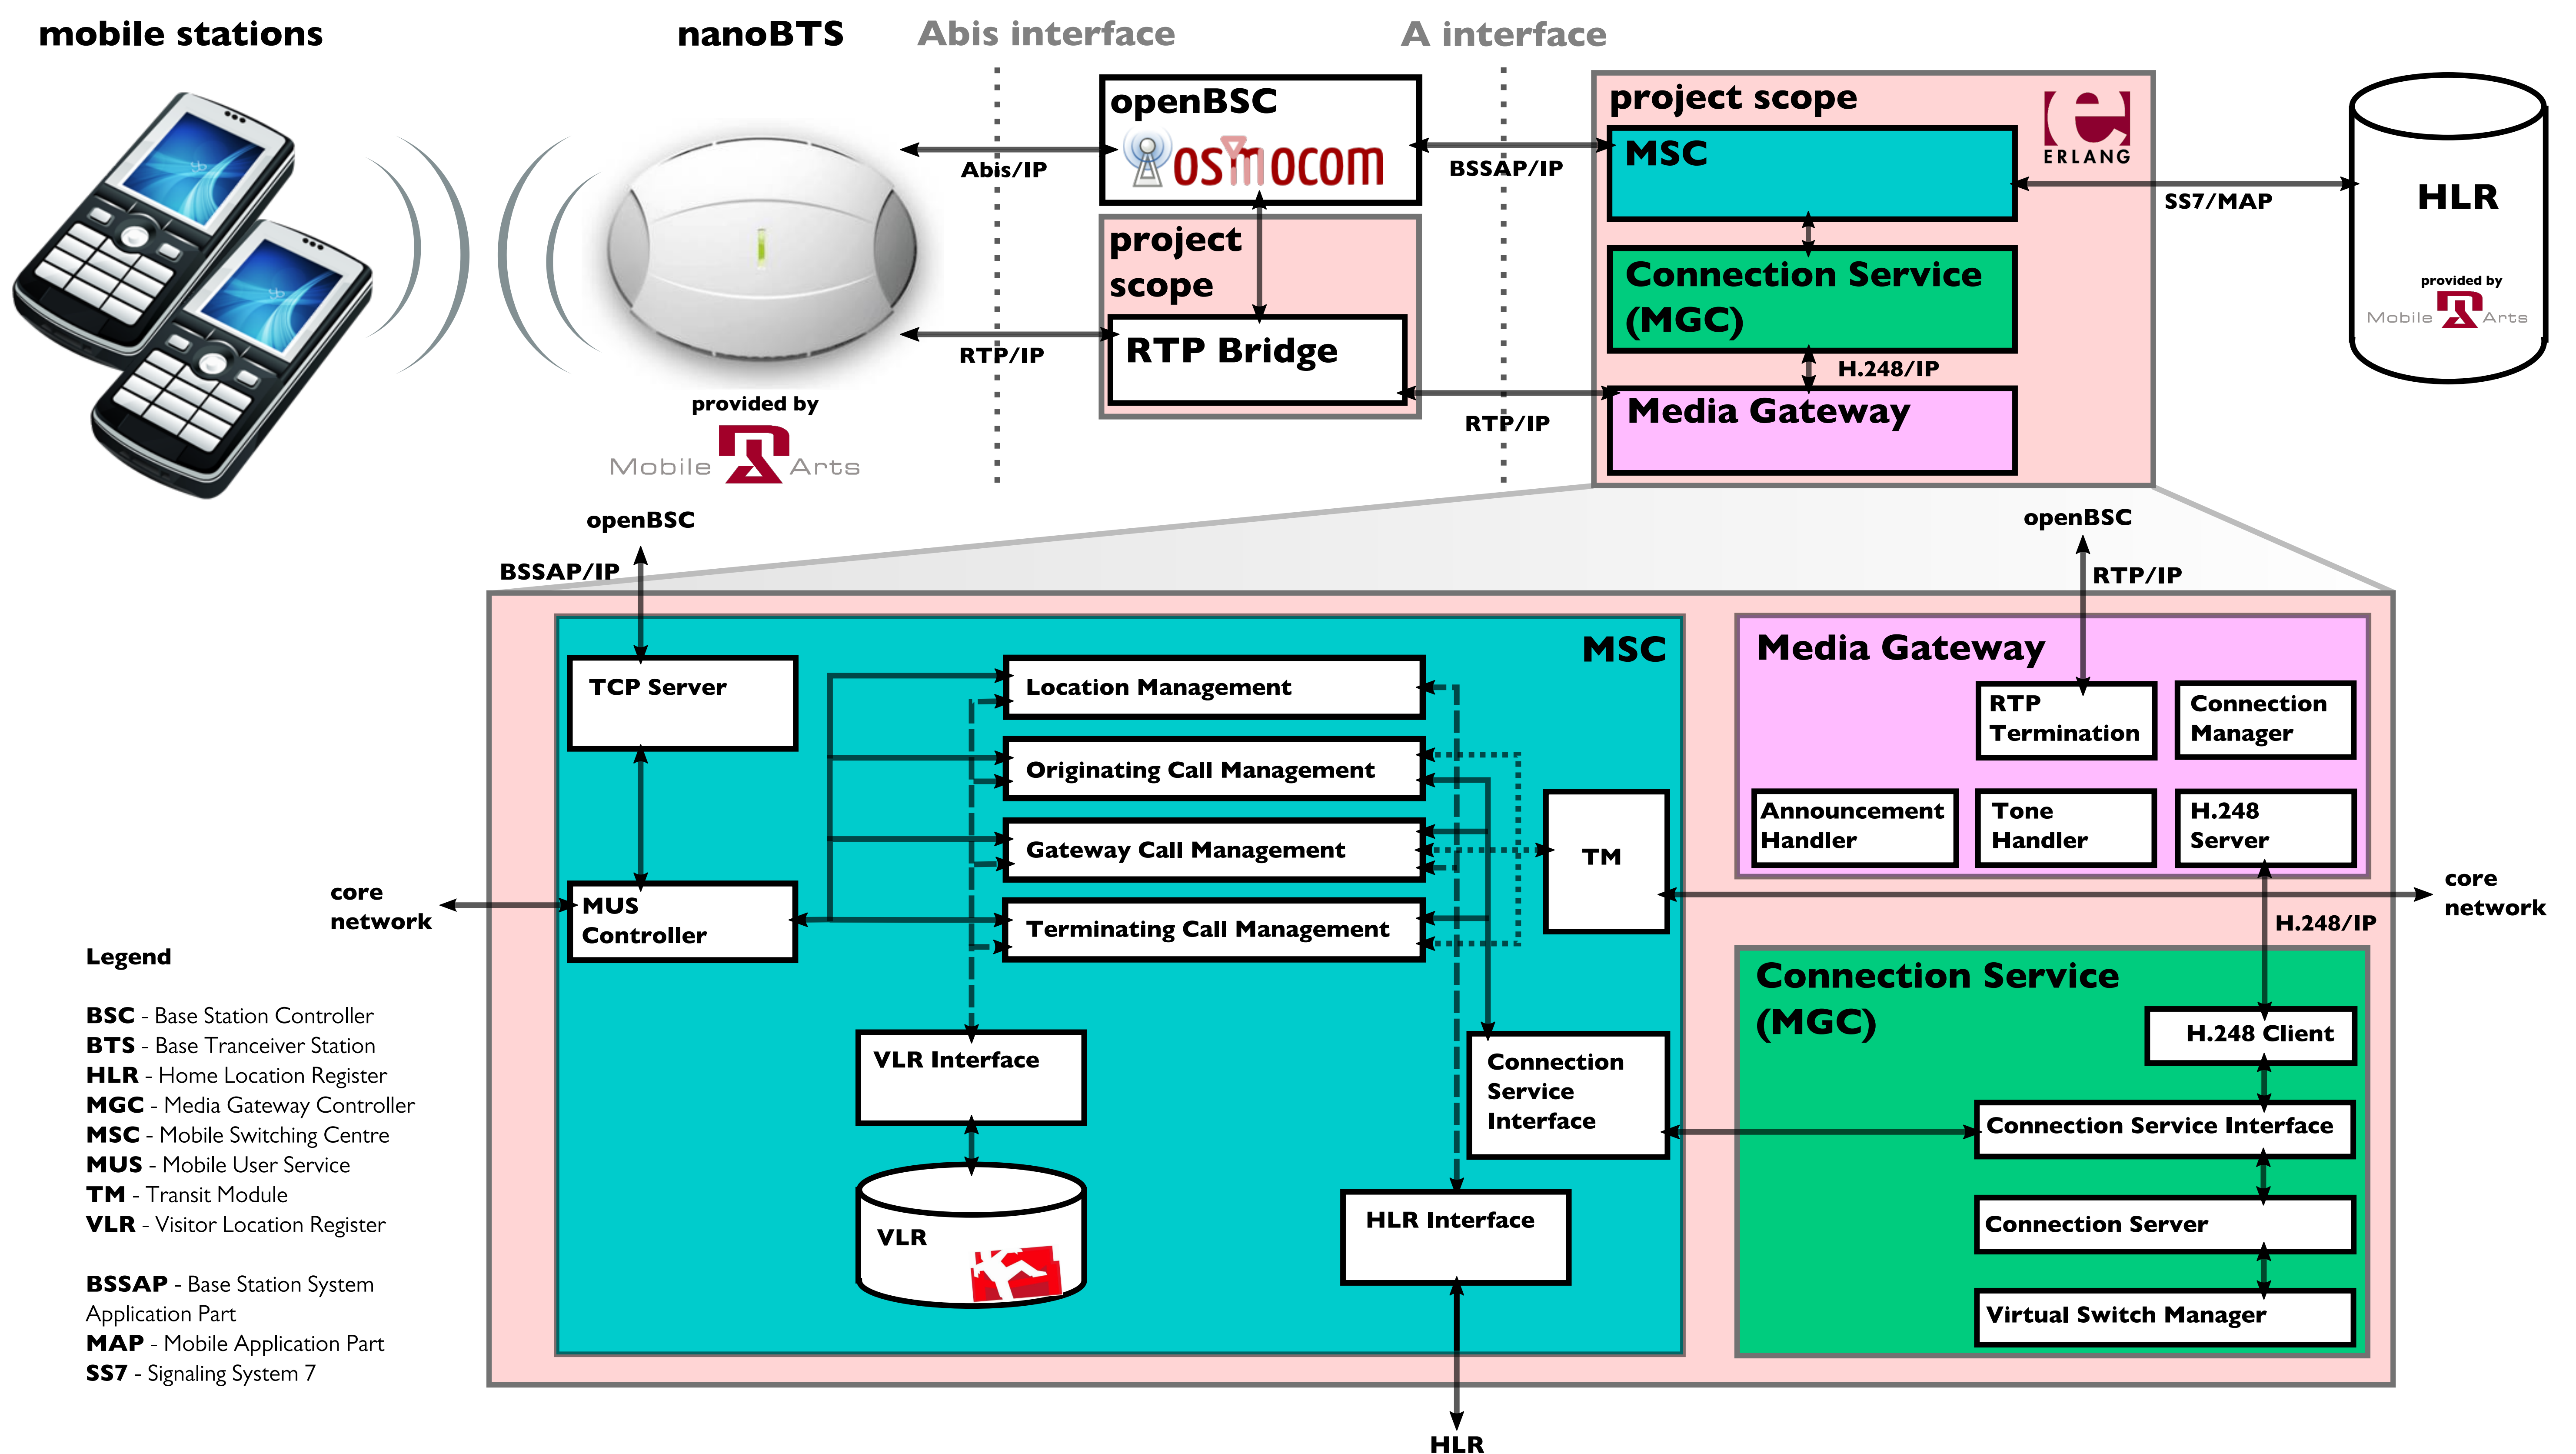 mobile stations
nanoBTS
Abis interface
A interface
openBSC
osmocom
Abis/IP
BSSAP/IP
project scope
ERLANG
MSC
SS7/MAP
HLR
provided by
Mobile Arts
project
scope
RTP Bridge
RTP/IP
Connection Service
(MGC)
H.248/IP
Media Gateway
RTP/IP
provided by
Mobile Arts
openBSC
BSSAP/IP
openBSC
RTP/IP
MSC
TCP Server
Location Management
Originating Call Management
Gateway Call Management
Terminating Call Management
TM
MUS
Controller
core
network
VLR Interface
VLR
Connection
Service
Interface
HLR Interface
HLR
Media Gateway
RTP
Termination
Connection
Manager
Announcement
Handler
Tone
Handler
H.248
Server
core
network
H.248/IP
Connection Service
(MGC)
H.248 Client
Connection Service Interface
Connection Server
Virtual Switch Manager
Legend
BSC - Base Station Controller
BTS - Base Tranceiver Station
HLR - Home Location Register
MGC - Media Gateway Controller
MSC - Mobile Switching Centre
MUS - Mobile User Service
TM - Transit Module
VLR - Visitor Location Register
BSSAP - Base Station System
Application Part
MAP - Mobile Application Part
SS7 - Signaling System 7